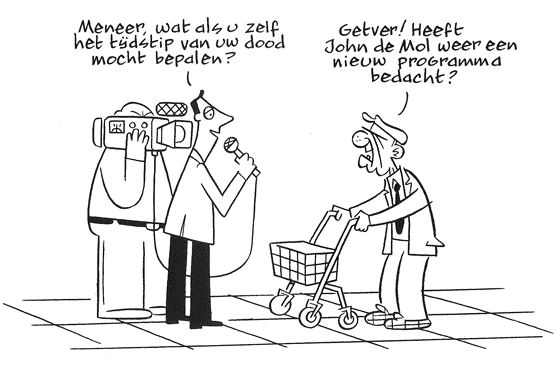 Meneer, wat als u zelf
het tijdstip van uw dood
mocht bepalen?
Getver! Heeft
John de Mol weer een
nieuw programma
bedacht?